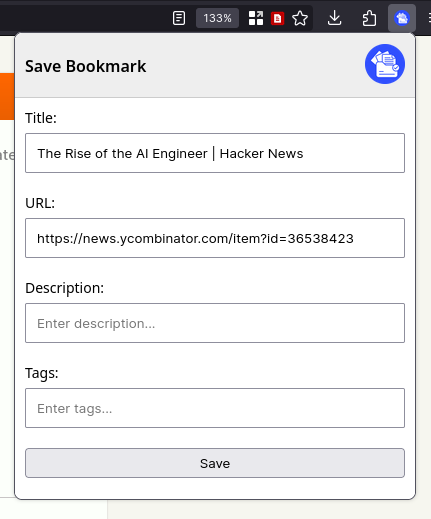 133%
Save Bookmark
Title:
The Rise of the AI Engineer | Hacker News
URL:
https://news.ycombinator.com/item?id=36538423
Description:
Enter description...
Tags:
Enter tags...
Save